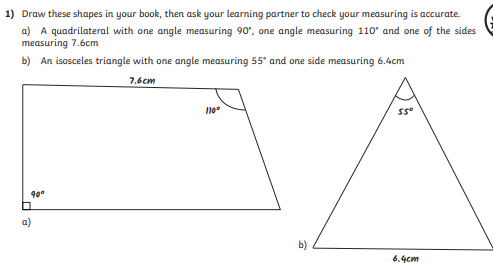 1) Draw these shapes in your book, then ask your learning partner to check your measuring is accurate.
a) A quadrilateral with one angle measuring 90°, one angle measuring 110° and one of the sides
measuring 7.6cm
b) An isosceles triangle with one angle measuring 55° and one side measuring 6.4cm
7.6cm
110°
55°
90°
a)
b)
6.4cm